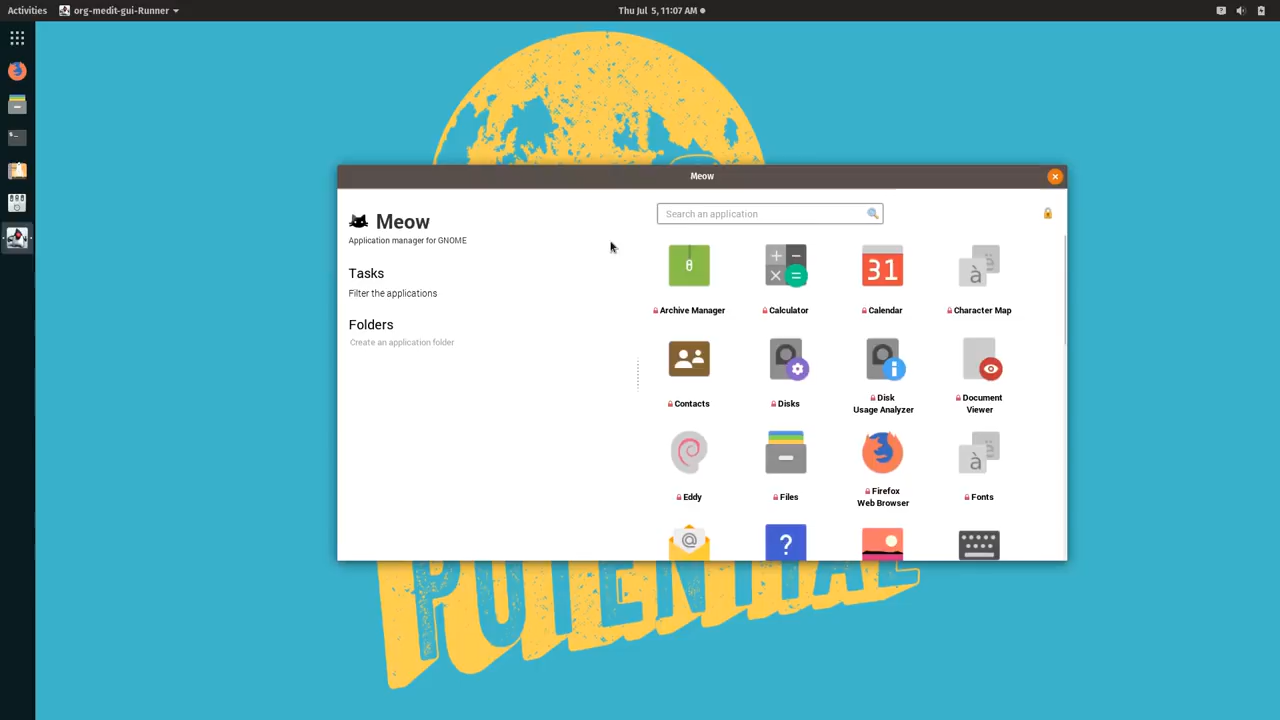 Activities
org-medit-gui-Runner
Thu Jul 5, 11:07 AM
Meow
Meow
Application manager for GNOME
Tasks
Filter the applications
Folders
Create an application folder
Search an application
31
Archive Manager
Calculator
Calendar
Character Map
Contacts
Disks
Disk
Usage Analyzer
Document
Viewer
Eddy
Files
Firefox
Web Browser
Fonts
POTENTIAL